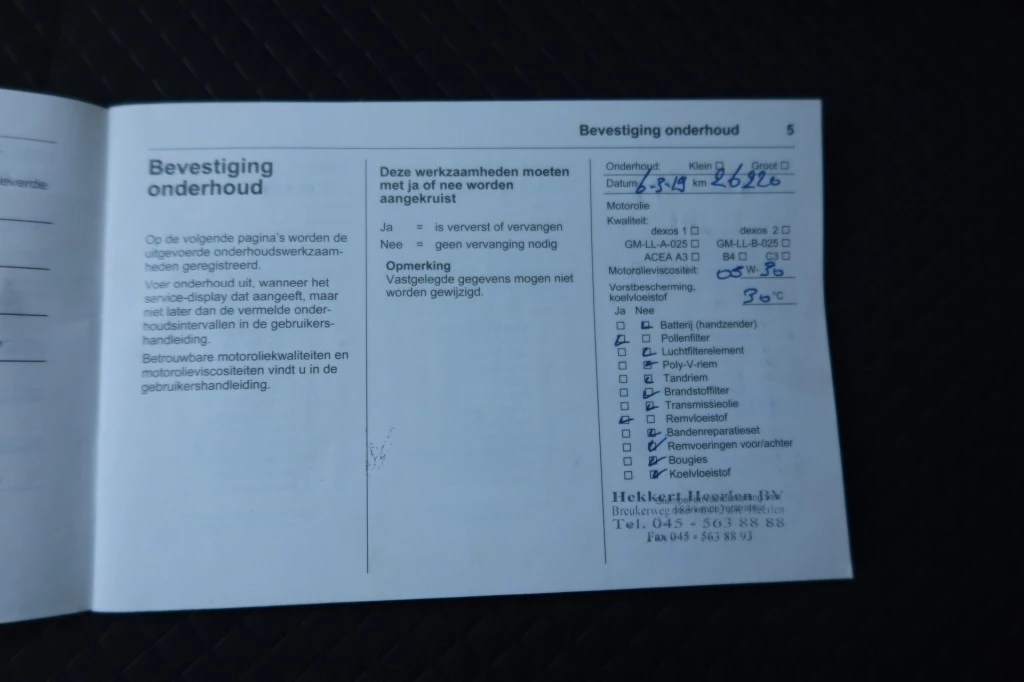 Bevestiging onderhoud 5
Bevestiging
onderhoud
Op de volgende pagina's worden de
uitgevoerde onderhoudswerkzaam-
heden geregistreerd.
Voer onderhoud uit, wanneer het
service-display dat aangeeft, maar
niet later dan de vermelde onder-
houdsintervallen in de gebruikers-
handleiding.
Betrouwbare motoroliekwaliteiten en
motorolieviscositeiten vindt u in de
gebruikershandleiding.
Deze werkzaamheden moeten
met ja of nee worden
aangekruist
Ja = is ververst of vervangen
Nee = geen vervanging nodig
Opmerking
Vastgelegde gegevens mogen niet
worden gewijzigd.
Onderhoud: Klein Groot
Datum 6-3-19 km 26220
Motorolie
Kwaliteit:
dexos 1 dexos 2
GM-LL-A-025 GM-LL-B-025
ACEA A3 B4 C3
Motorolieviscositeit: 05 W- 30
Vorstbescherming,
koelvloeistof 30 °C
Ja Nee
Batterij (handzender)
Pollenfilter
Luchtfilterelement
Poly-V-riem
Tandriem
Brandstoffilter
Transmissieolie
Remvloeistof
Bandenreparatieset
Remvoeringen voor/achter
Bougies
Koelvloeistof
Hekkert Heerlen BV
Breukerweg Heerlen
Tel. 045 - 563 88 88
Fax 045 - 563 88 93